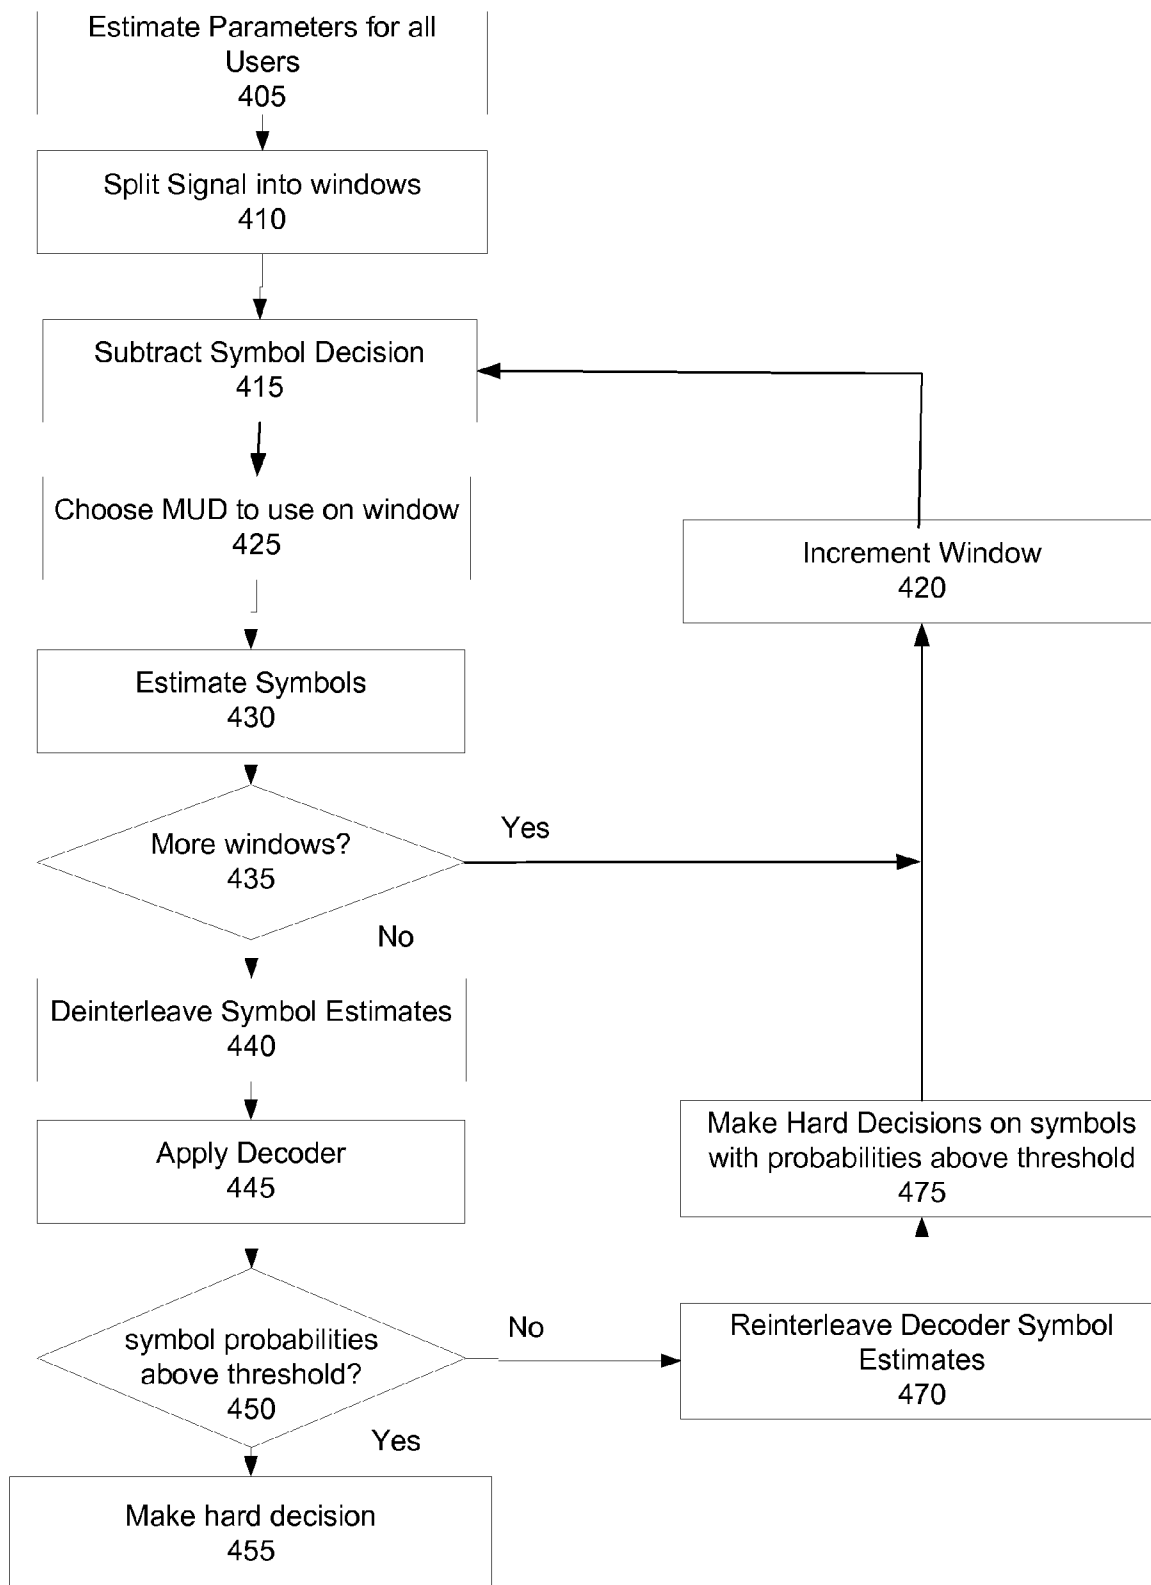 Estimate Parameters for all
Users
405
Split Signal into windows
410
Subtract Symbol Decision
415
Choose MUD to use on window
425
Increment Window
420
Estimate Symbols
430
More windows?
435
Yes
No
Deinterleave Symbol Estimates
440
Apply Decoder
445
Make Hard Decisions on symbols
with probabilities above threshold
475
symbol probabilities
above threshold?
450
No
Yes
Reinterleave Decoder Symbol
Estimates
470
Make hard decision
455